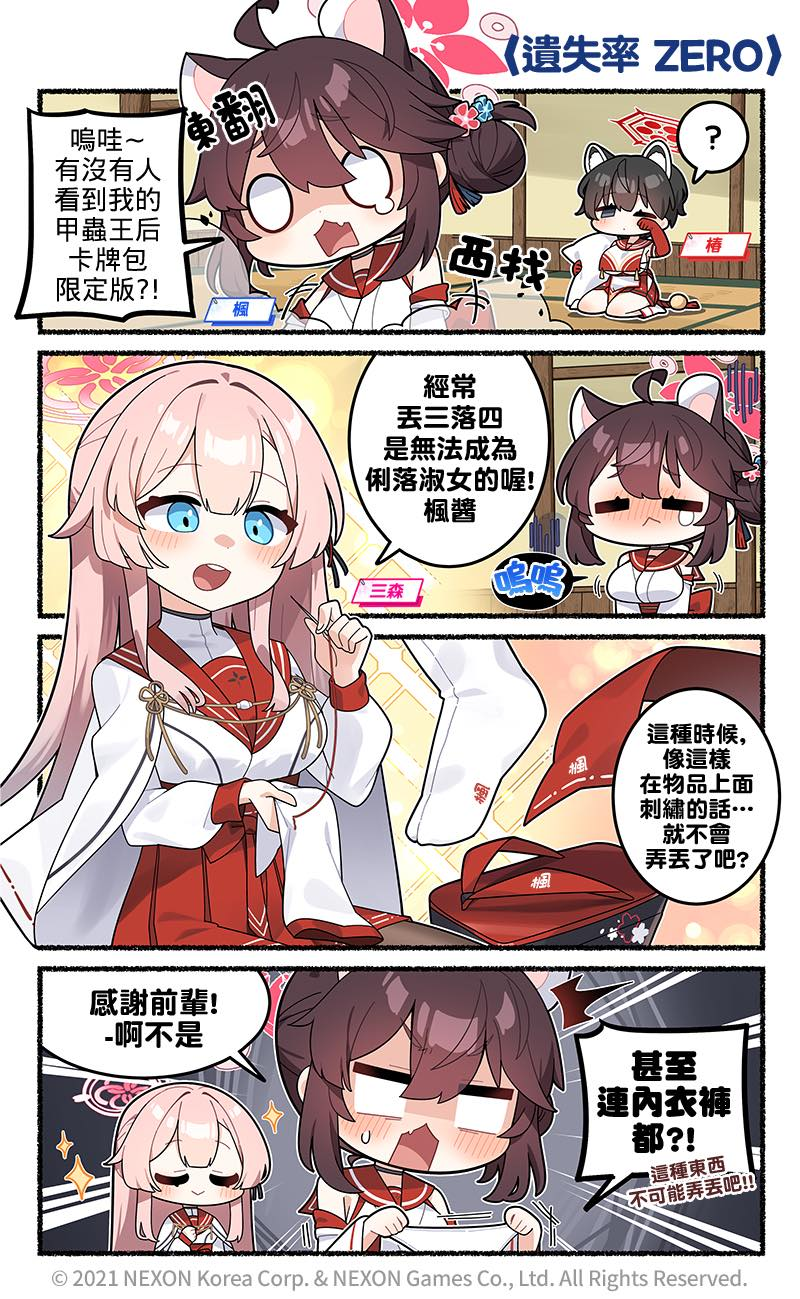 《遺失率 ZERO》
嗚哇~
有沒有人
看到我的
甲蟲王后
卡牌包
限定版?!
東翻
西找
?
楓
椿
經常
丟三落四
是無法成為
俐落淑女的喔!
楓醬
嗚嗚
三森
這種時候,
像這樣
在物品上面
刺繡的話…
就不會
弄丟了吧?
楓
楓
楓
感謝前輩!
-啊不是
甚至
連內衣褲
都?!
這種東西
不可能弄丟吧!!
© 2021 NEXON Korea Corp. & NEXON Games Co., Ltd. All Rights Reserved.